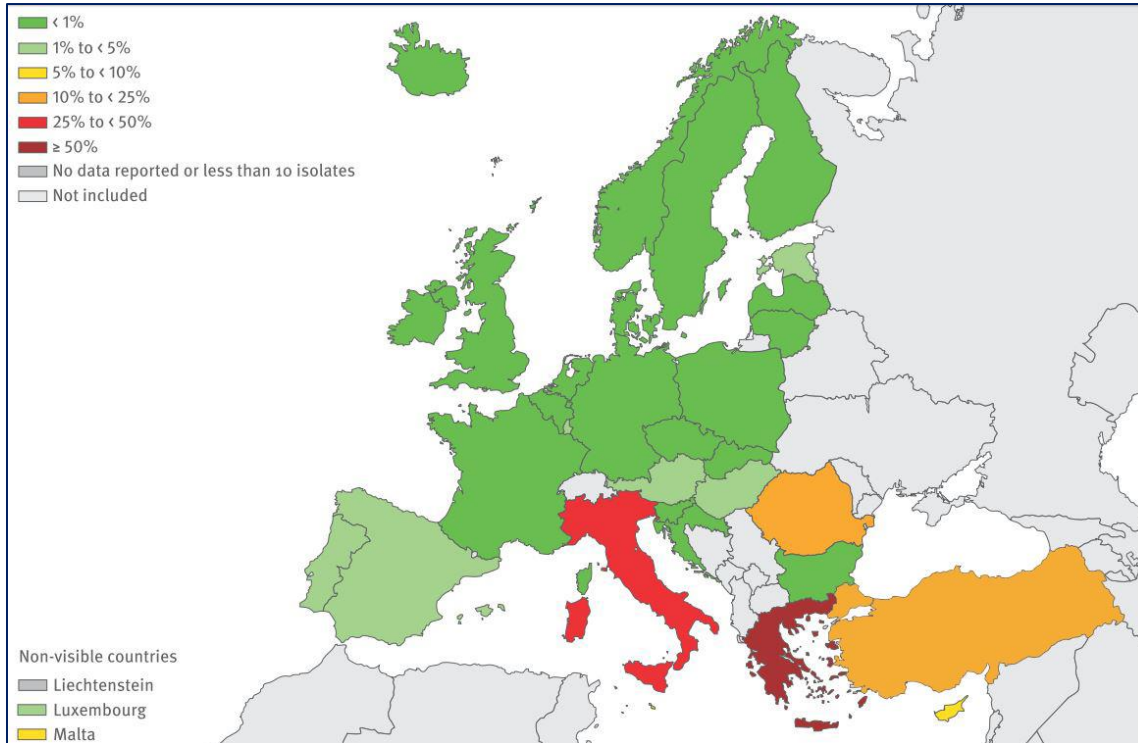 < 1%
1% to < 5%
5% to < 10%
10% to < 25%
25% to < 50%
≥ 50%
No data reported or less than 10 isolates
Not included
Non-visible countries
Liechtenstein
Luxembourg
Malta